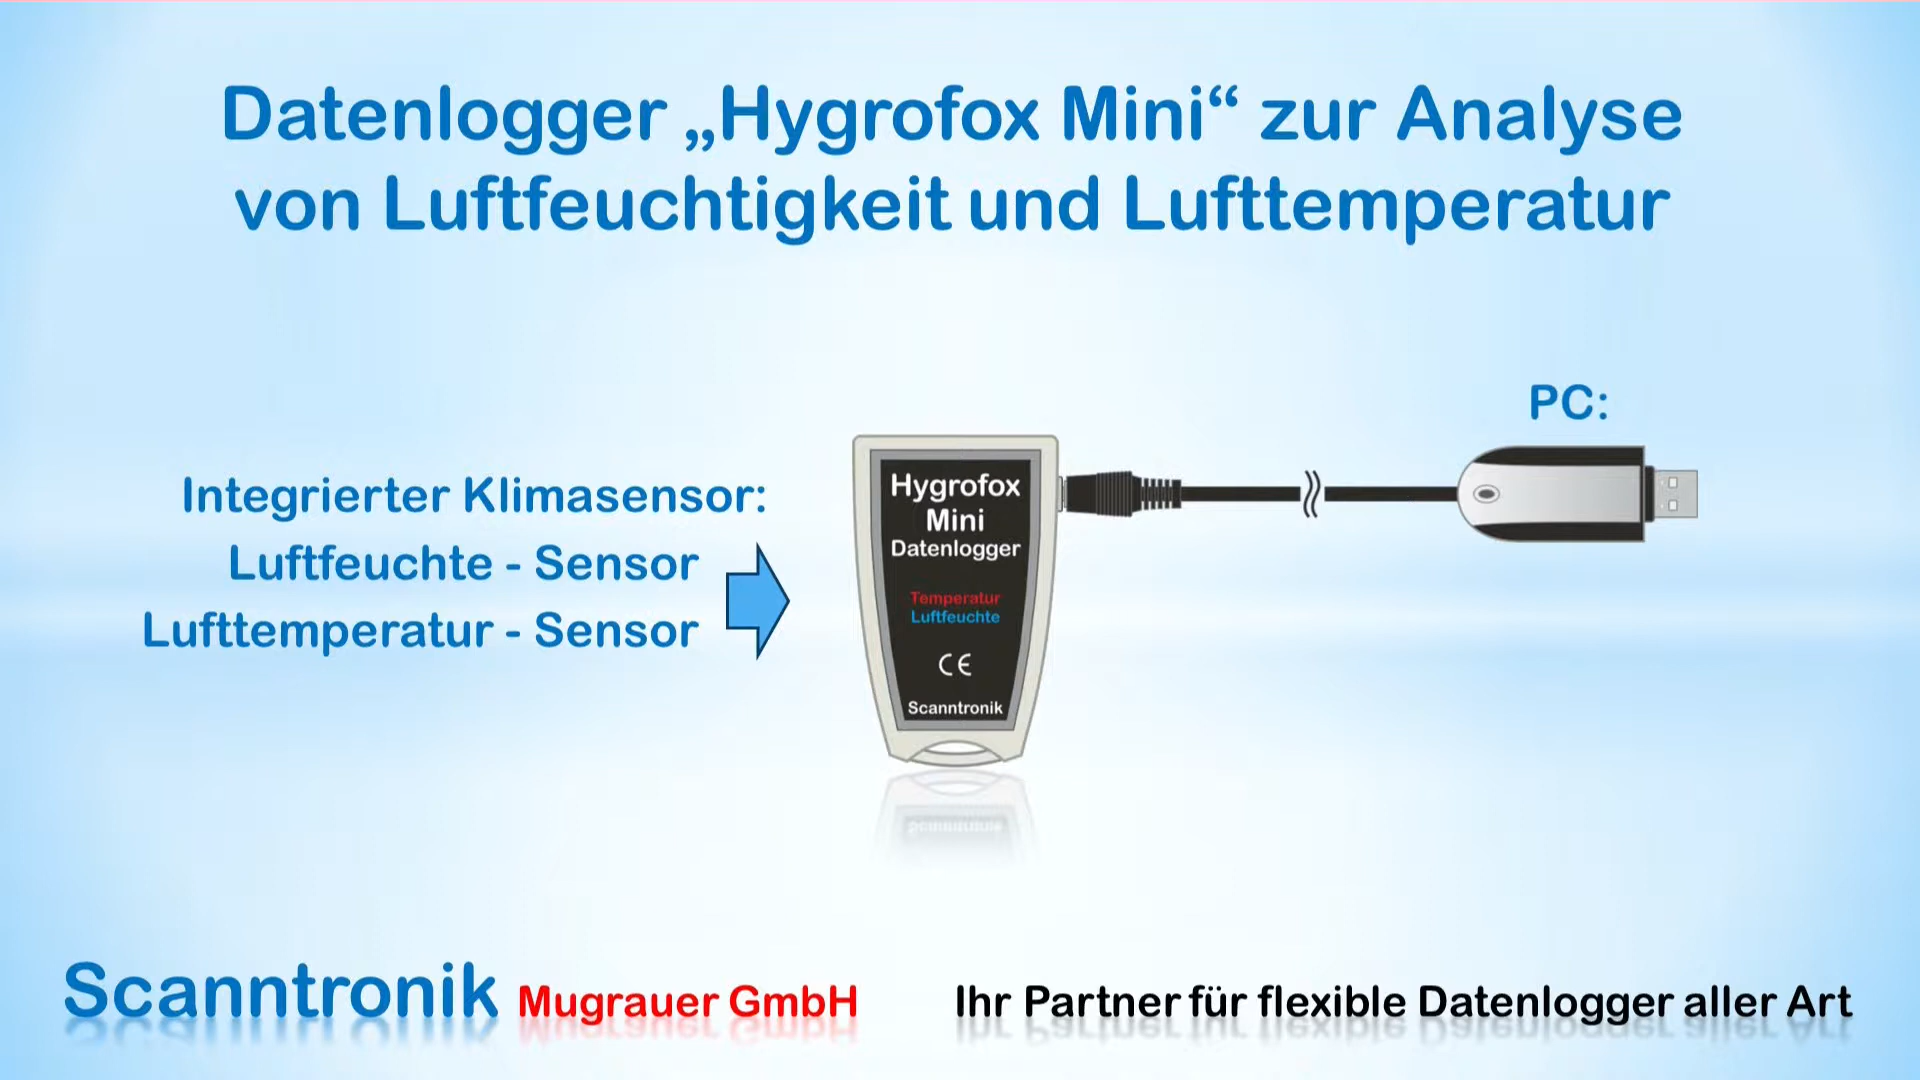 Datenlogger „Hygrofox Mini“ zur Analyse
von Luftfeuchtigkeit und Lufttemperatur
PC:
Integrierter Klimasensor:
Luftfeuchte - Sensor
Lufttemperatur - Sensor
Hygrofox
Mini
Datenlogger
Temperatur
Luftfeuchte
CE
Scanntronik
Scanntronik Mugrauer GmbH
Ihr Partner für flexible Datenlogger aller Art